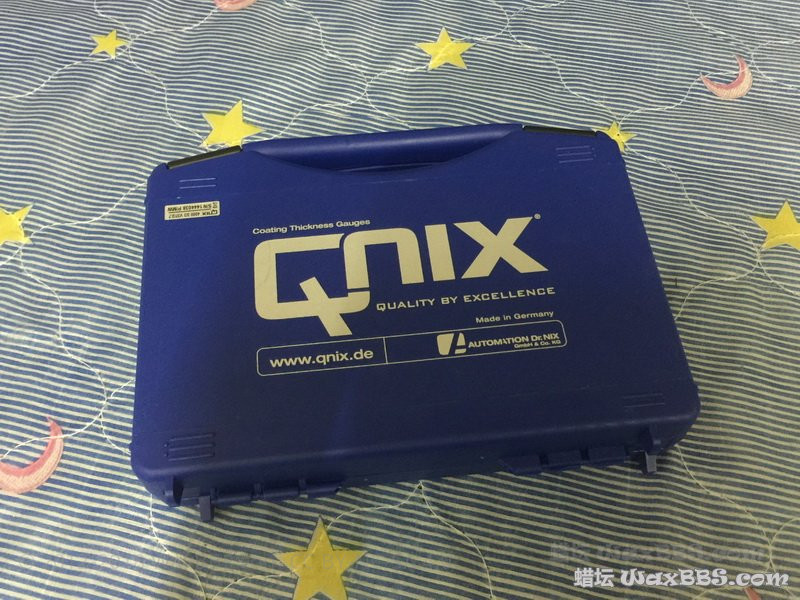 Coating Thickness Gauges
QNIX®
QUALITY BY EXCELLENCE
Made in Germany
www.qnix.de
AUTOMATION Dr. NIX
GmbH & Co. KG
蜡坛 WaxBBS.com